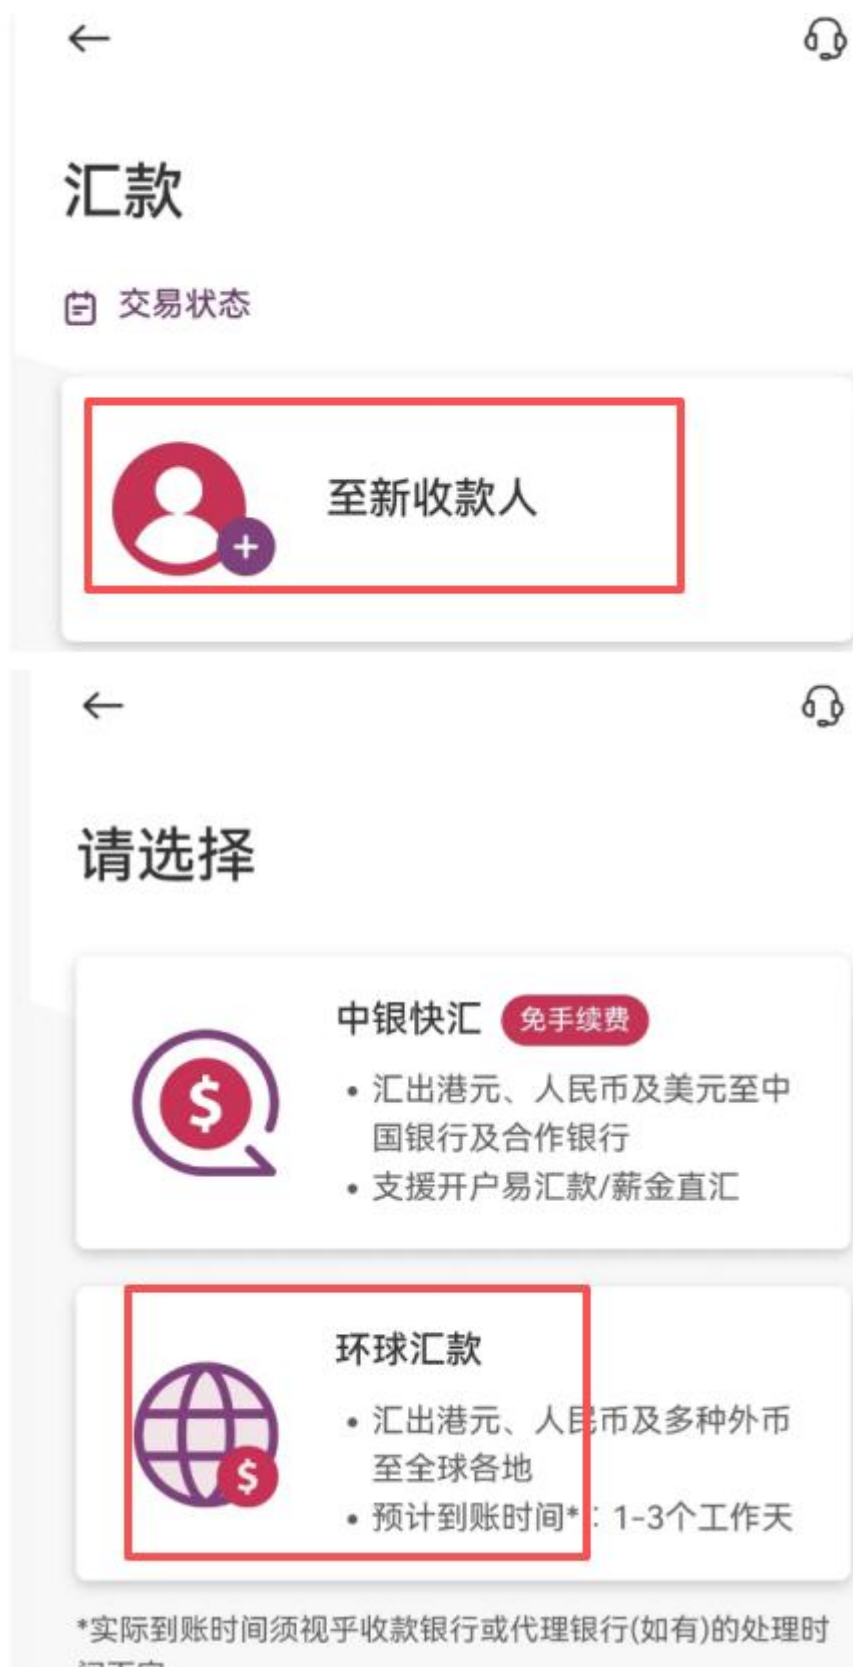 汇款
交易状态
至新收款人
请选择
中银快汇 免手续费
• 汇出港元、人民币及美元至中
国银行及合作银行
• 支援开户易汇款/薪金直汇
环球汇款
• 汇出港元、人民币及多种外币
至全球各地
• 预计到账时间*：1-3个工作天
*实际到账时间须视乎收款银行或代理银行(如有)的处理时